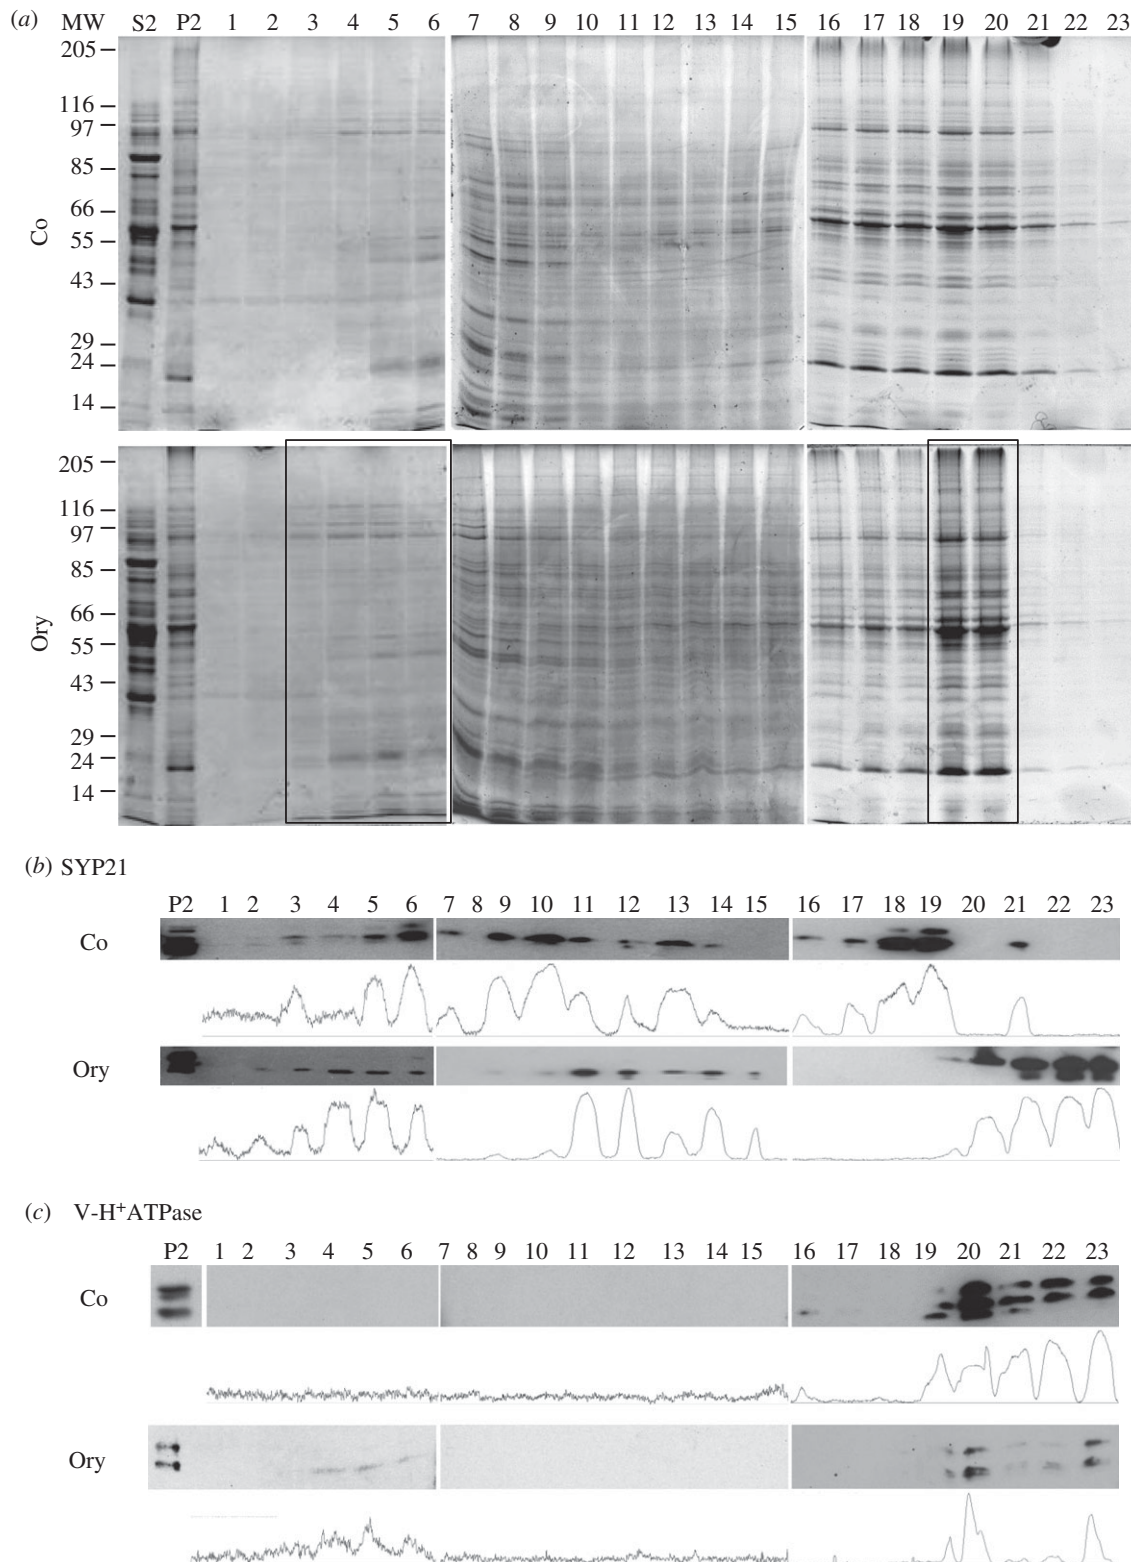 (a) MW S2 P2 1 2 3 4 5 6 7 8 9 10 11 12 13 14 15 16 17 18 19 20 21 22 23
205
116
97
85
66
55
43
29
24
14
Co
205
116
97
85
66
55
43
29
24
14
Ory
(b) SYP21
P2 1 2 3 4 5 6 7 8 9 10 11 12 13 14 15 16 17 18 19 20 21 22 23
Co
Ory
(c) V-H⁺ATPase
P2 1 2 3 4 5 6 7 8 9 10 11 12 13 14 15 16 17 18 19 20 21 22 23
Co
Ory